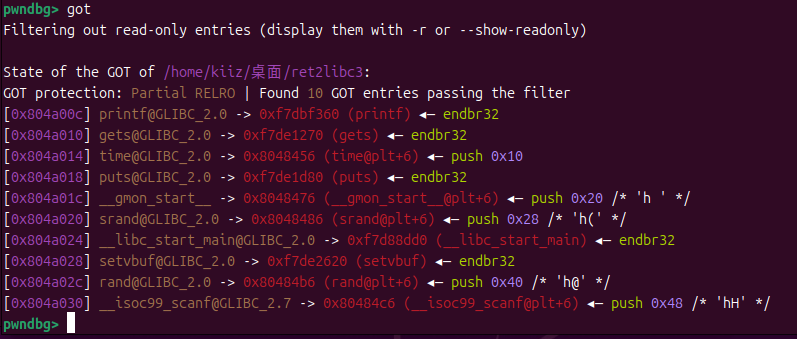 pwndbg> got
Filtering out read-only entries (display them with -r or --show-readonly)
State of the GOT of /home/kiiz/桌面/ret2libc3:
GOT protection: Partial RELRO | Found 10 GOT entries passing the filter
[0x804a00c] printf@GLIBC_2.0 -> 0xf7dbf360 (printf) ◂— endbr32
[0x804a010] gets@GLIBC_2.0 -> 0xf7de1270 (gets) ◂— endbr32
[0x804a014] time@GLIBC_2.0 -> 0x8048456 (time@plt+6) ◂— push 0x10
[0x804a018] puts@GLIBC_2.0 -> 0xf7de1d80 (puts) ◂— endbr32
[0x804a01c] __gmon_start__ -> 0x8048476 (__gmon_start__@plt+6) ◂— push 0x20 /* 'h ' */
[0x804a020] srand@GLIBC_2.0 -> 0x8048486 (srand@plt+6) ◂— push 0x28 /* 'h(' */
[0x804a024] __libc_start_main@GLIBC_2.0 -> 0xf7d88dd0 (__libc_start_main) ◂— endbr32
[0x804a028] setvbuf@GLIBC_2.0 -> 0xf7de2620 (setvbuf) ◂— endbr32
[0x804a02c] rand@GLIBC_2.0 -> 0x80484b6 (rand@plt+6) ◂— push 0x40 /* 'h@' */
[0x804a030] __isoc99_scanf@GLIBC_2.7 -> 0x80484c6 (__isoc99_scanf@plt+6) ◂— push 0x48 /* 'hH' */
pwndbg>